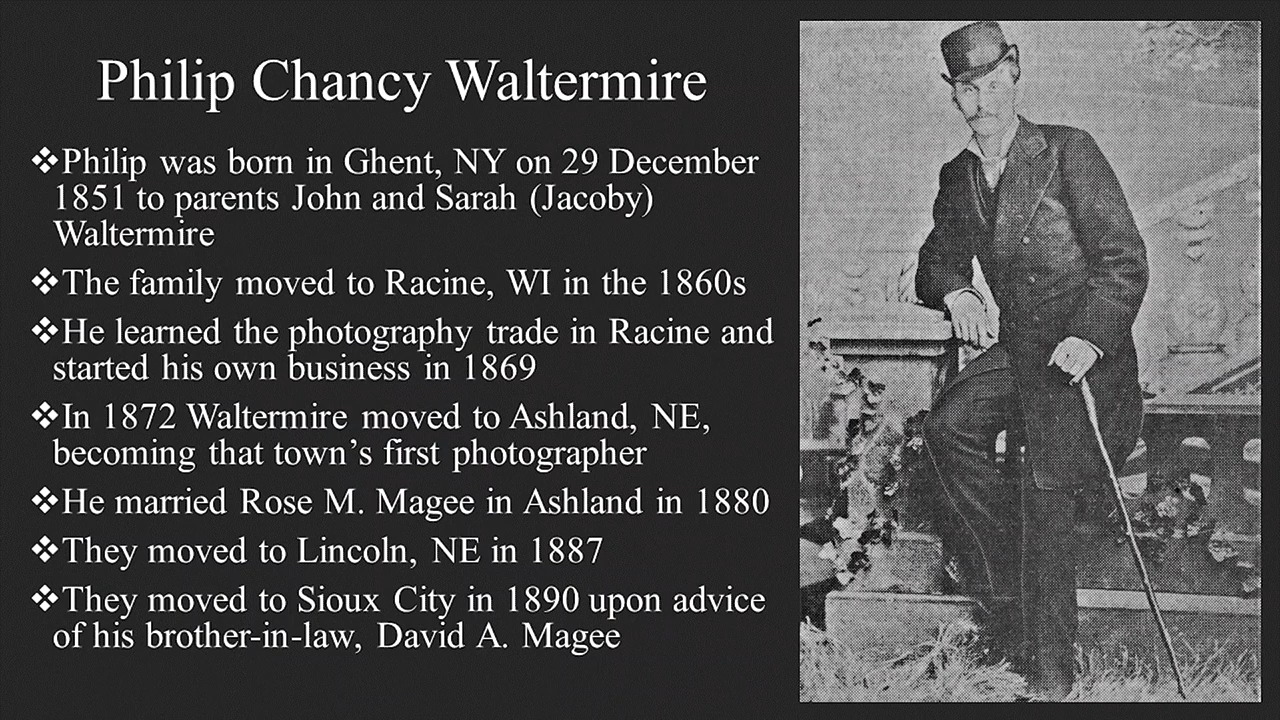 Philip Chancy Waltermire
❖Philip was born in Ghent, NY on 29 December
1851 to parents John and Sarah (Jacoby)
Waltermire
❖The family moved to Racine, WI in the 1860s
❖He learned the photography trade in Racine and
started his own business in 1869
❖In 1872 Waltermire moved to Ashland, NE,
becoming that town’s first photographer
❖He married Rose M. Magee in Ashland in 1880
❖They moved to Lincoln, NE in 1887
❖They moved to Sioux City in 1890 upon advice
of his brother-in-law, David A. Magee